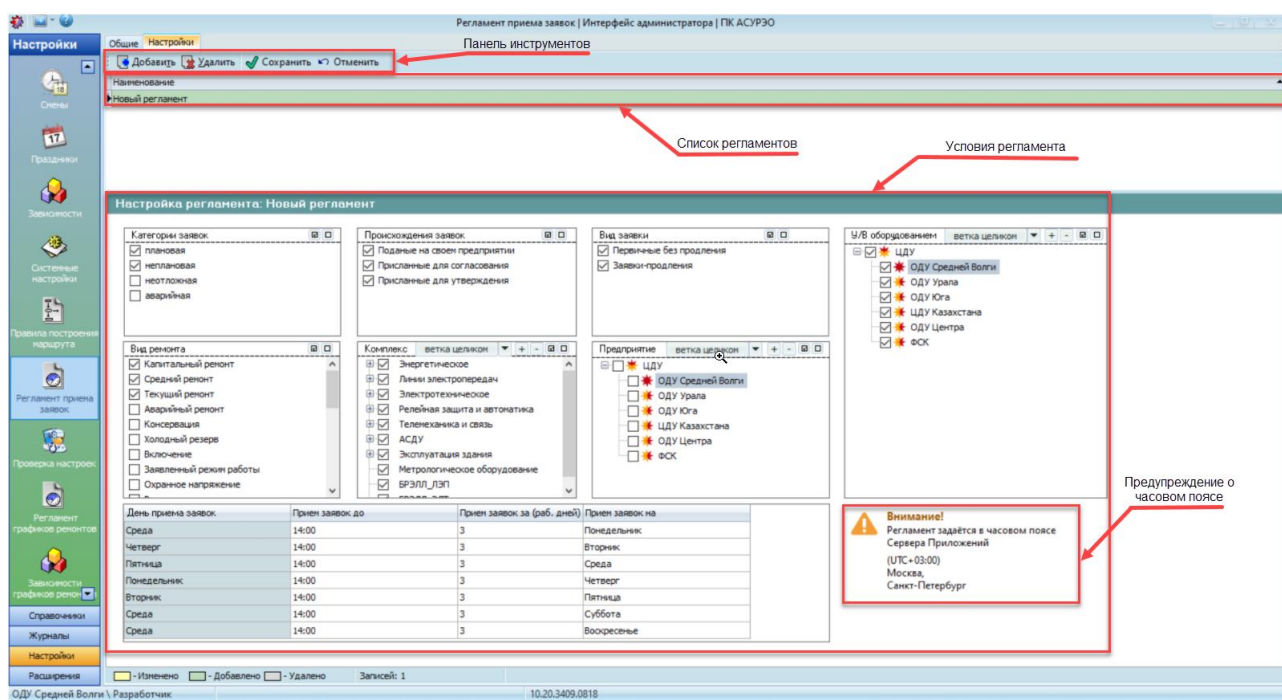 Регламент приема заявок | Интерфейс администратора | ПК АСУРЭО
Настройки
Общие Настройки
Панель инструментов
Добавить Удалить Сохранить Отменить
Наименование
Новый регламент
Список регламентов
Условия регламента
Смены
Праздники
Зависимости
Системные настройки
Правила построения маршрута
Регламент приема заявок
Проверка настроек
Регламент графиков ремонтов
Зависимости графиков ремон
Справочники
Журналы
Настройки
Расширения
Настройка регламента: Новый регламент
Категории заявок
плановая
неплановая
неотложная
аварийная
Происхождения заявок
Поданые на своем предприятии
Присланные для согласования
Присланные для утверждения
Вид заявки
Первичные без продления
Заявки-продления
У/В оборудованием ветка целиком + -
ЦДУ
ОДУ Средней Волги
ОДУ Урала
ОДУ Юга
ЦДУ Казахстана
ОДУ Центра
ФСК
Вид ремонта
Капитальный ремонт
Средний ремонт
Текущий ремонт
Аварийный ремонт
Консервация
Холодный резерв
Включение
Заявленный режим работы
Охранное напряжение
Комплекс ветка целиком + -
Энергетическое
Линии электропередач
Электротехническое
Релейная защита и автоматика
Телемеханика и связь
АСДУ
Эксплуатация здания
Метрологическое оборудование
БРЭЛЛ_ЛЭП
Предприятие ветка целиком + -
ЦДУ
ОДУ Средней Волги
ОДУ Урала
ОДУ Юга
ЦДУ Казахстана
ОДУ Центра
ФСК
День приема заявок Прием заявок до Прием заявок за (раб. дней) Прием заявок на
Среда 14:00 3 Понедельник
Четверг 14:00 3 Вторник
Пятница 14:00 3 Среда
Понедельник 14:00 3 Четверг
Вторник 14:00 3 Пятница
Среда 14:00 3 Суббота
Среда 14:00 3 Воскресенье
Предупреждение о
часовом поясе
Внимание!
Регламент задаётся в часовом поясе
Сервера Приложений
(UTC+03:00)
Москва,
Санкт-Петербург
- Изменено - Добавлено - Удалено Записей: 1
ОДУ Средней Волги \ Разработчик 10.20.3409.0818